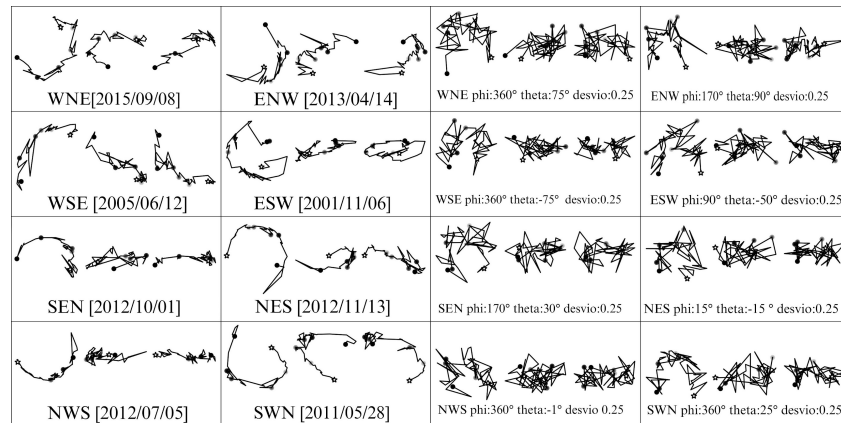 WNE[2015/09/08]
ENW [2013/04/14]
WNE phi:360° theta:75° desvio:0.25
ENW phi:170° theta:90° desvio:0.25
WSE [2005/06/12]
ESW [2001/11/06]
WSE phi:360° theta:-75° desvio:0.25
ESW phi:90° theta:-50° desvio:0.25
SEN [2012/10/01]
NES [2012/11/13]
SEN phi:170° theta:30° desvio:0.25
NES phi:15° theta:-15 ° desvio:0.25
NWS [2012/07/05]
SWN [2011/05/28]
NWS phi:360° theta:-1° desvio 0.25
SWN phi:360° theta:25° desvio:0.25